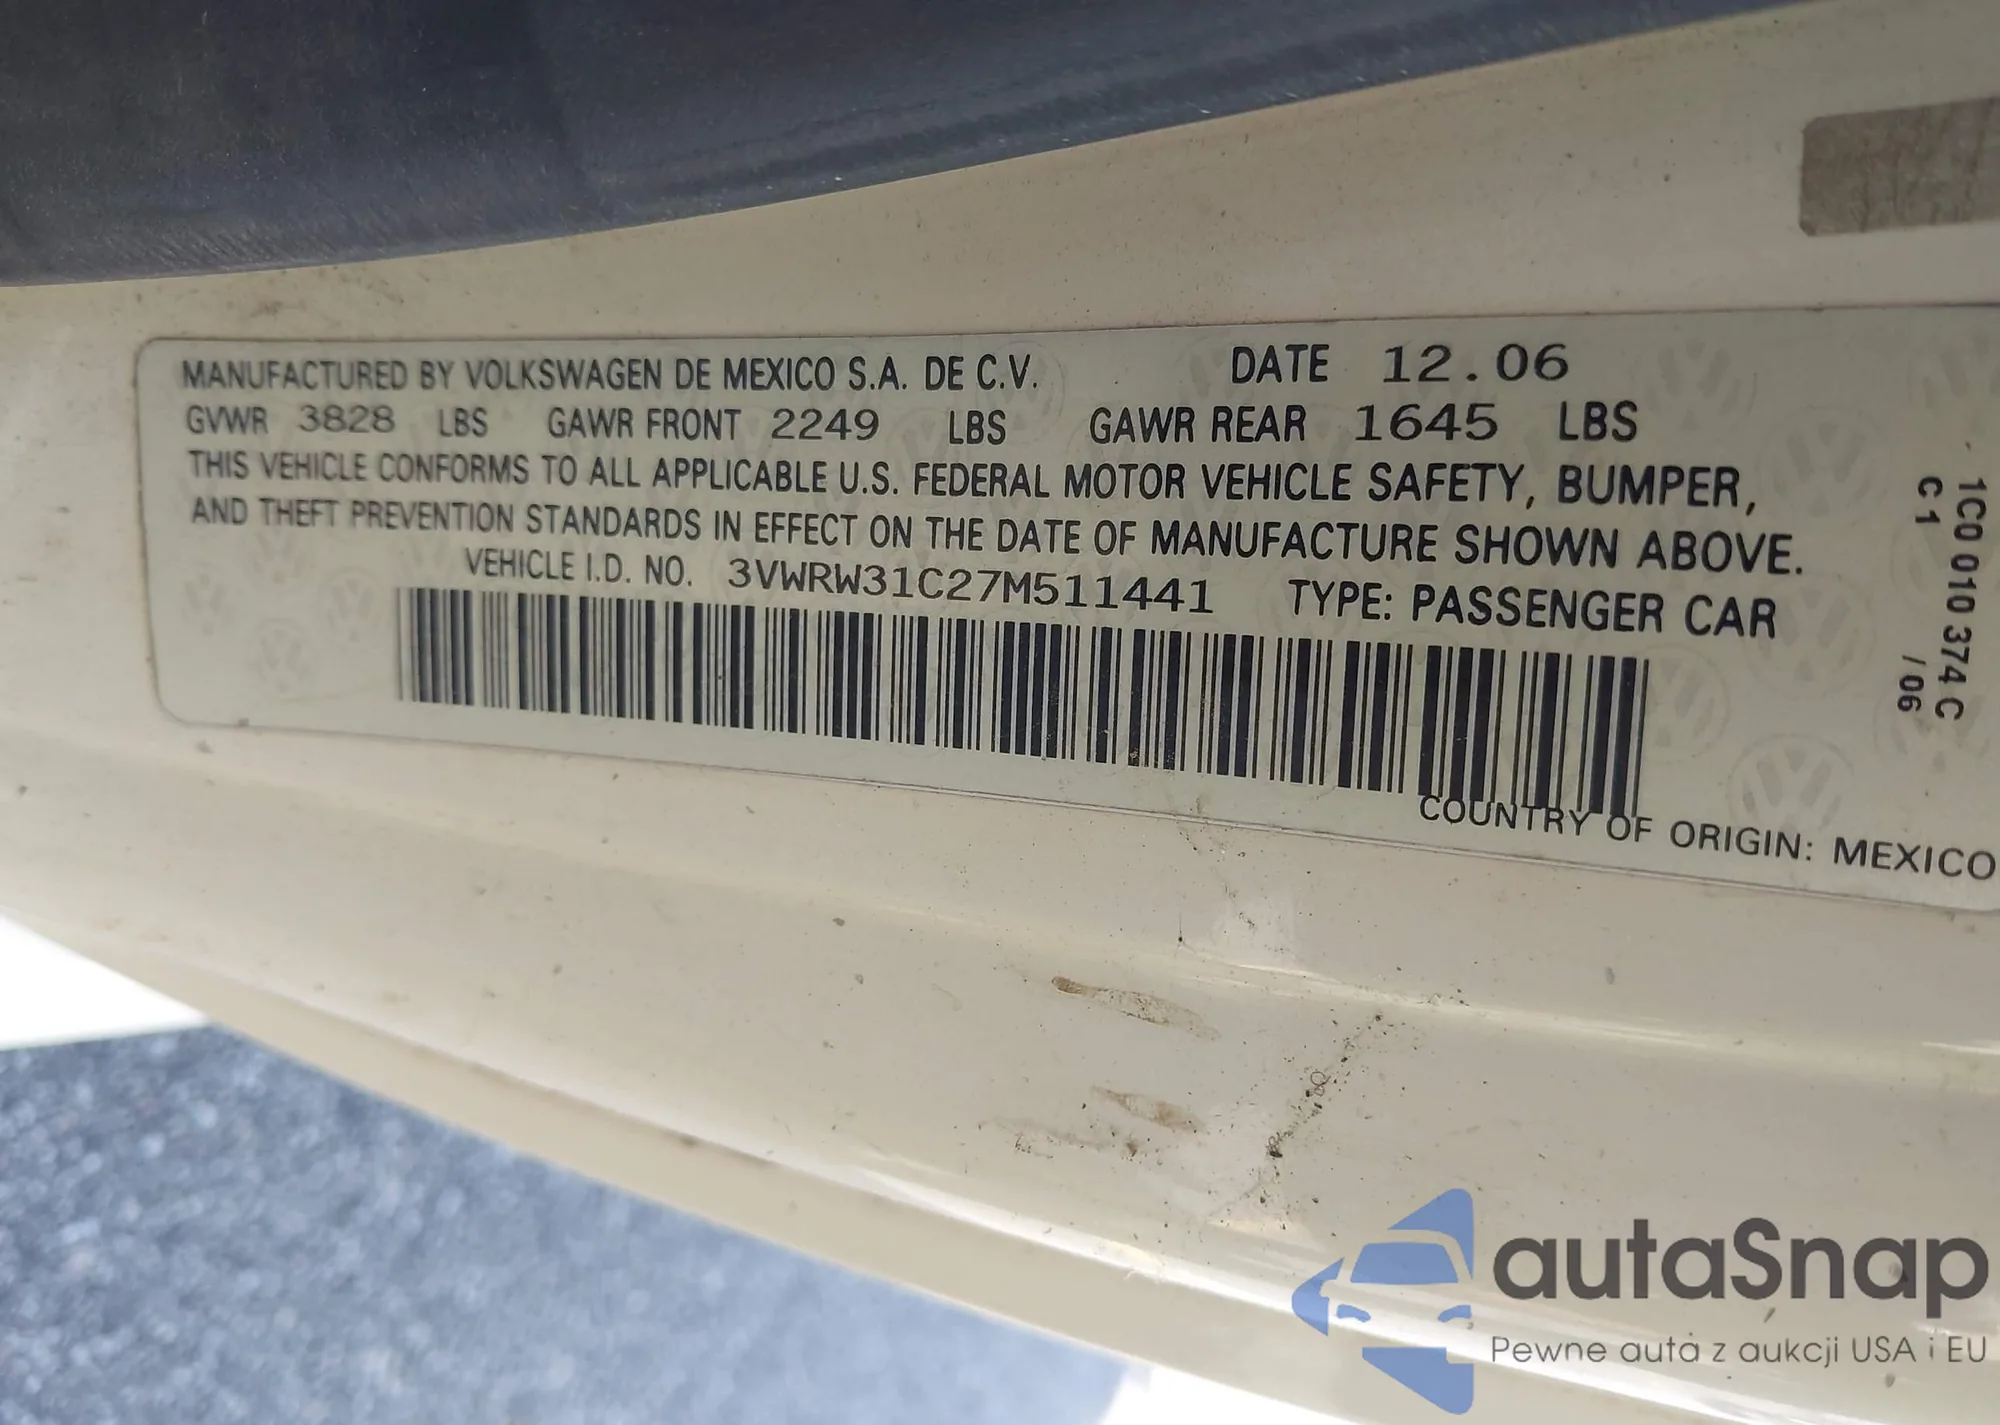 MANUFACTURED BY VOLKSWAGEN DE MEXICO S.A. DE C.V. DATE 12.06
GVWR 3828 LBS GAWR FRONT 2249 LBS GAWR REAR 1645 LBS
THIS VEHICLE CONFORMS TO ALL APPLICABLE U.S. FEDERAL MOTOR VEHICLE SAFETY, BUMPER,
AND THEFT PREVENTION STANDARDS IN EFFECT ON THE DATE OF MANUFACTURE SHOWN ABOVE.
VEHICLE I.D. NO. 3VWRW31C27M511441 TYPE: PASSENGER CAR
COUNTRY OF ORIGIN: MEXICO
1C0 010 374 C
C 1 / 06
autaSnap
Pewne auta z aukcji USA i EU